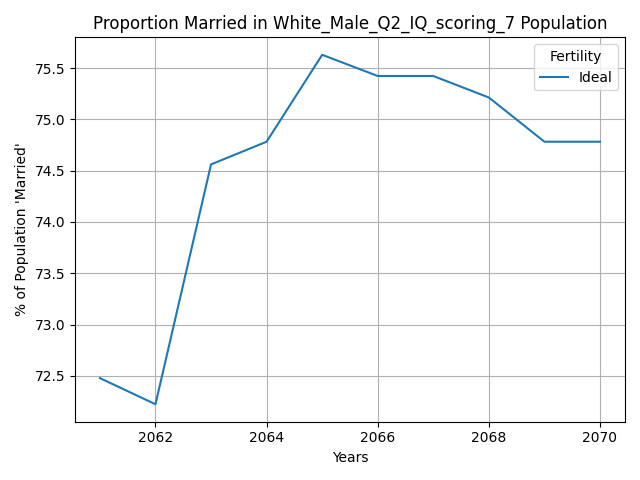 Proportion Married in White_Male_Q2_IQ_scoring_7 Population
Fertility
Ideal
% of Population 'Married'
75.5
75.0
74.5
74.0
73.5
73.0
72.5
2062 2064 2066 2068 2070
Years